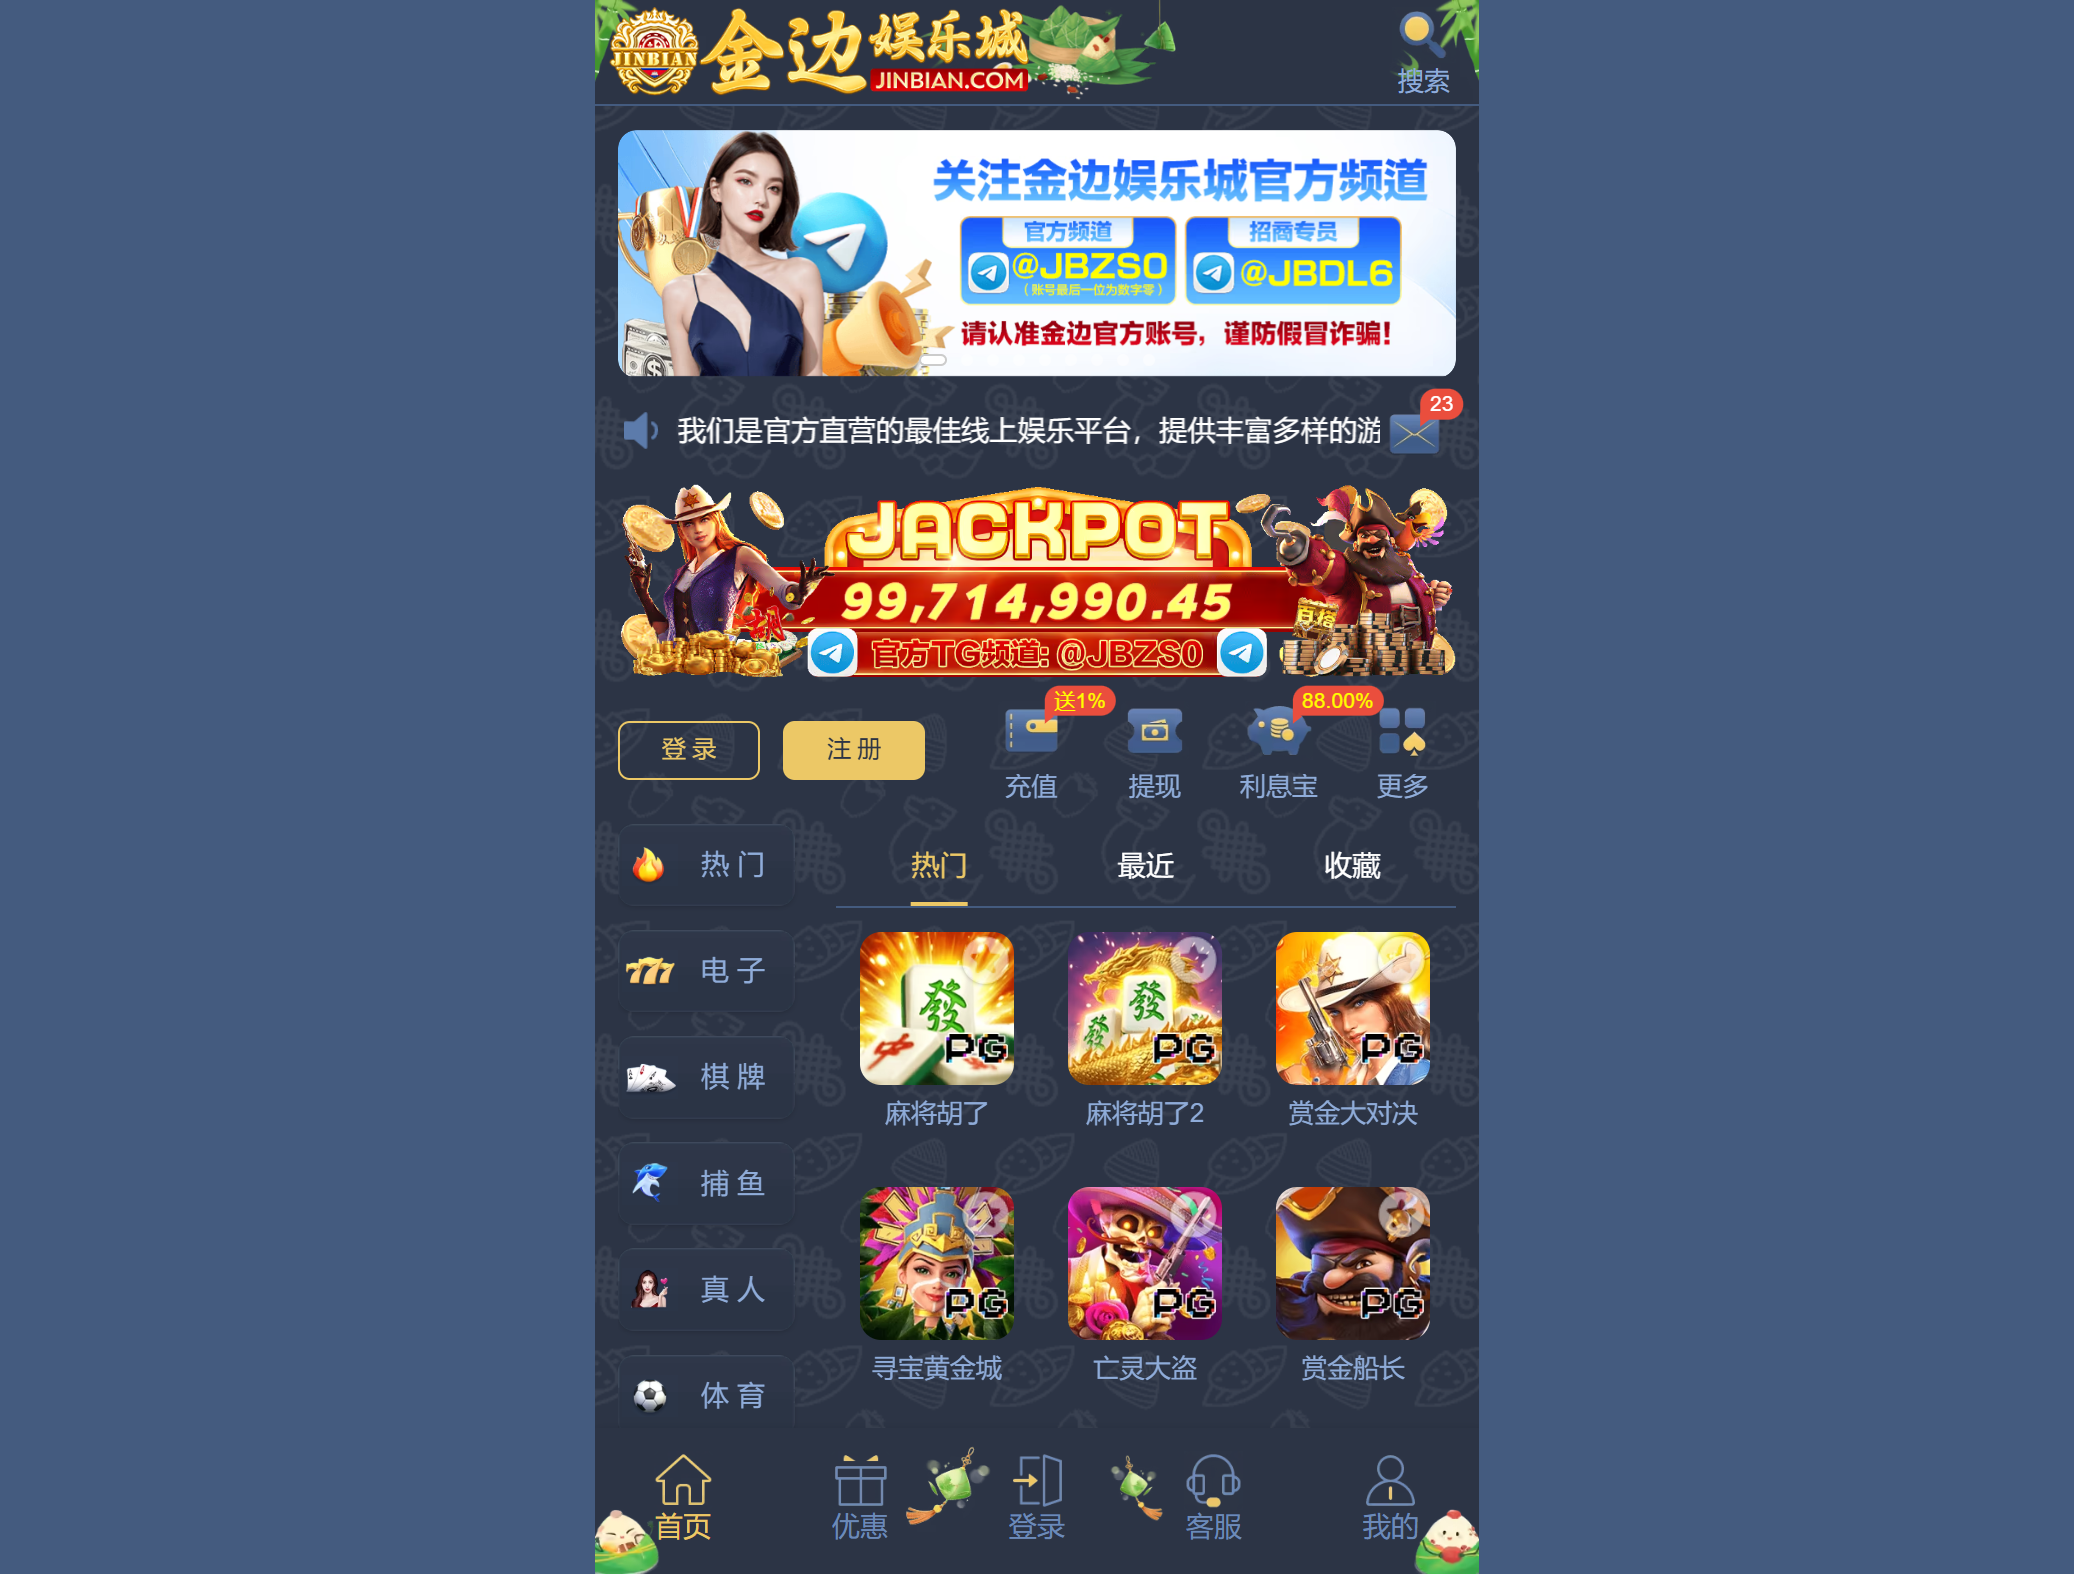 JINBIAN
金边娱乐城
JINBIAN.COM
搜索
关注金边娱乐城官方频道
官方频道
@JBZS0
(账号最后一位为数字零)
招商专员
@JBDL6
请认准金边官方账号，谨防假冒诈骗!
我们是官方直营的最佳线上娱乐平台，提供丰富多样的游
23
JACKPOT
99,714,990.45
百搭
官方TG频道: @JBZS0
登录
注册
送1%
充值
提现
88.00%
利息宝
更多
热门
电子
棋牌
捕鱼
真人
体育
热门
最近
收藏
發
中
PG
麻将胡了
發
發
PG
麻将胡了2
PG
赏金大对决
PG
寻宝黄金城
PG
亡灵大盗
PG
赏金船长
首页
优惠
登录
客服
我的